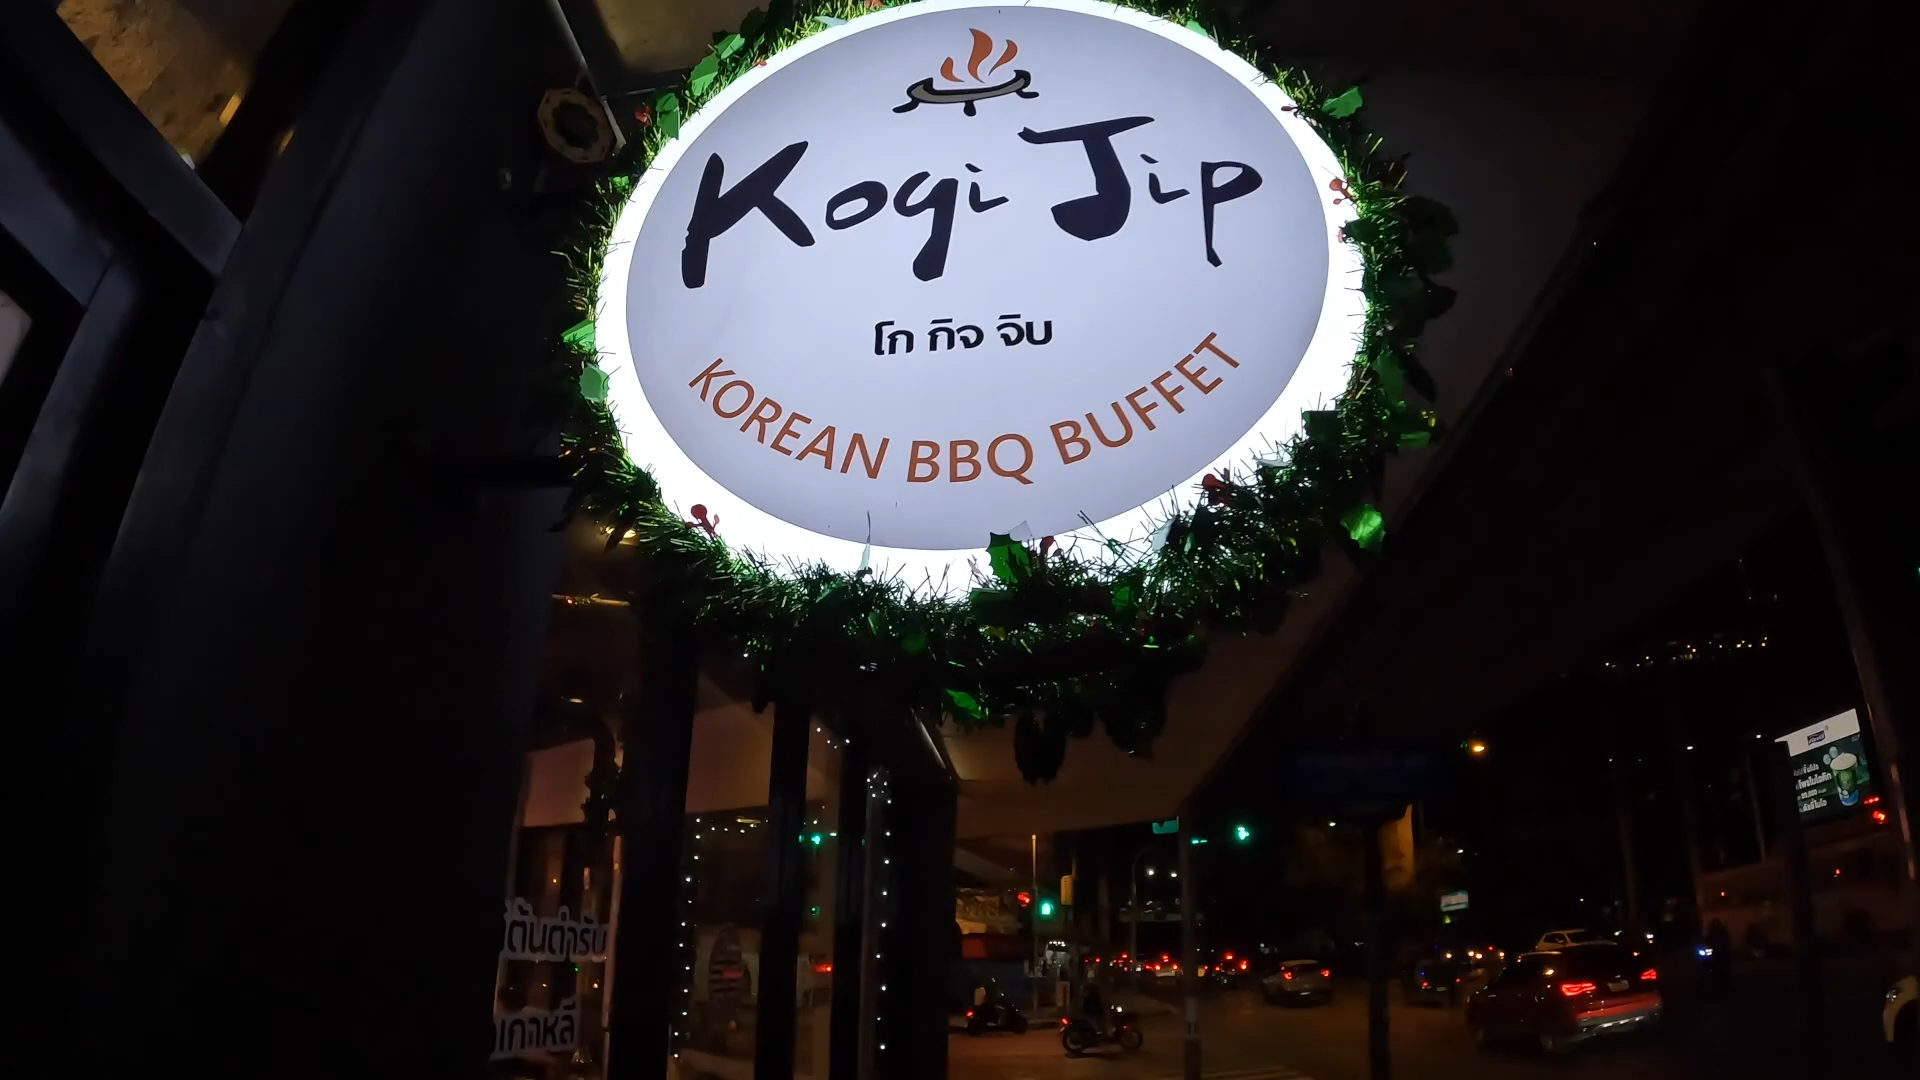 Kogi Jip
โก กิจ จิบ
KOREAN BBQ BUFFET
ต้นตำรับ
เกาหลี